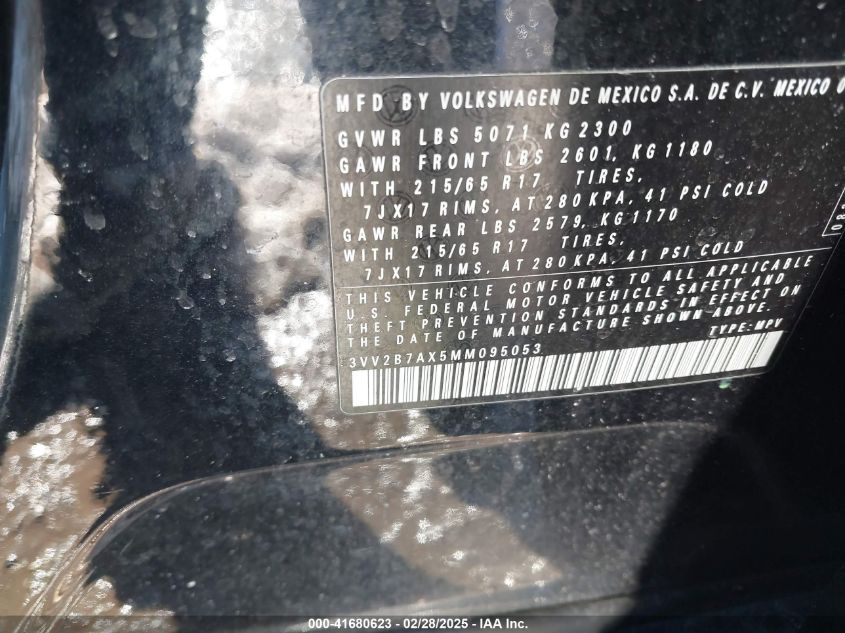 MFD BY VOLKSWAGEN DE MEXICO S.A. DE C.V. MEXICO
GVWR LBS 5071 KG 2300
GAWR FRONT LBS 2601, KG 1180
WITH 215/65 R17 TIRES,
7JX17 RIMS, AT 280 KPA, 41 PSI COLD
GAWR REAR LBS 2579, KG 1170
WITH 215/65 R17 TIRES,
7JX17 RIMS, AT 280 KPA, 41 PSI COLD
THIS VEHICLE CONFORMS TO ALL APPLICABLE
U.S. FEDERAL MOTOR VEHICLE SAFETY AND
THEFT PREVENTION STANDARDS IN EFFECT ON
THE DATE OF MANUFACTURE SHOWN ABOVE.
3VV2B7AX5MM095053 TYPE: MPV
000-41680623 - 02/28/2025 - IAA Inc.